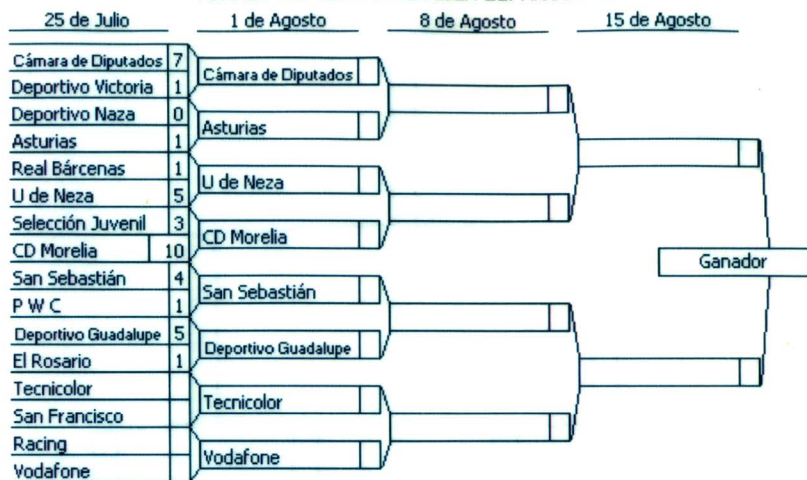 25 de Julio 1 de Agosto 8 de Agosto 15 de Agosto
Cámara de Diputados 7
Deportivo Victoria 1
Deportivo Naza 0
Asturias 1
Real Bárcenas 1
U de Neza 5
Selección Juvenil 3
CD Morelia 10
San Sebastián 4
P W C 1
Deportivo Guadalupe 5
El Rosario 1
Tecnicolor
San Francisco
Racing
Vodafone
Cámara de Diputados
Asturias
U de Neza
CD Morelia
San Sebastián
Deportivo Guadalupe
Tecnicolor
Vodafone
Ganador